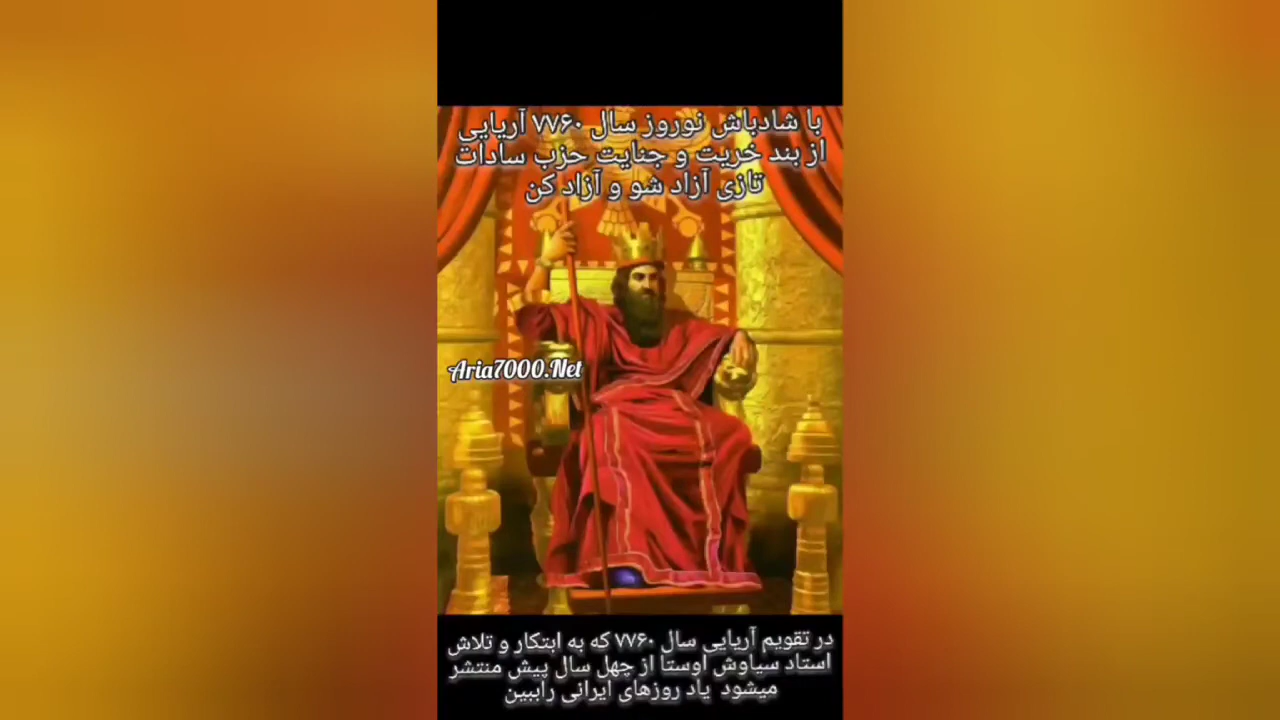 با شادباش نوروز سال ۷۷۶۰ آریایی
از بند خریت و جنایت حزب سادات
تازی آزاد شو و آزاد کن
Aria7000.Net
در تقویم آریایی سال ۷۷۶۰ که به ابتکار و تلاش
استاد سیاوش اوستا از چهل سال پیش منتشر
میشود یاد روزهای ایرانی راببین